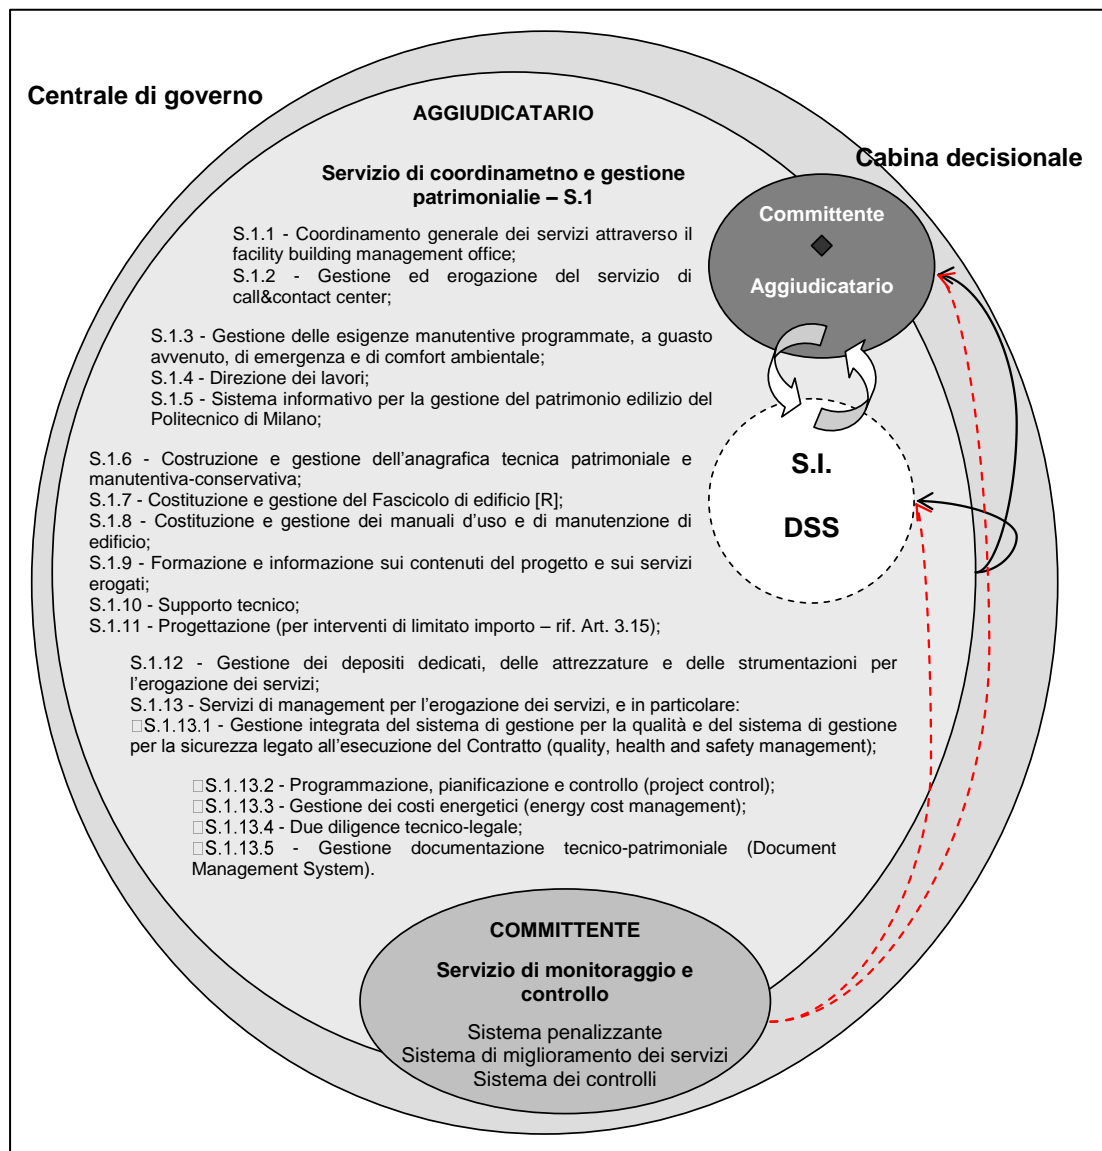 Centrale di governo
AGGIUDICATARIO
Cabina decisionale
Servizio di coordinametno e gestione
patrimonialie – S.1
Committente
Aggiudicatario
S.1.1 - Coordinamento generale dei servizi attraverso il
facility building management office;
S.1.2 - Gestione ed erogazione del servizio di
call&contact center;
S.1.3 - Gestione delle esigenze manutentive programmate, a guasto
avvenuto, di emergenza e di comfort ambientale;
S.1.4 - Direzione dei lavori;
S.1.5 - Sistema informativo per la gestione del patrimonio edilizio del
Politecnico di Milano;
S.I.
DSS
S.1.6 - Costruzione e gestione dell’anagrafica tecnica patrimoniale e
manutentiva-conservativa;
S.1.7 - Costituzione e gestione del Fascicolo di edificio [R];
S.1.8 - Costituzione e gestione dei manuali d’uso e di manutenzione di
edificio;
S.1.9 - Formazione e informazione sui contenuti del progetto e sui servizi
erogati;
S.1.10 - Supporto tecnico;
S.1.11 - Progettazione (per interventi di limitato importo – rif. Art. 3.15);
S.1.12 - Gestione dei depositi dedicati, delle attrezzature e delle strumentazioni per
l’erogazione dei servizi;
S.1.13 - Servizi di management per l’erogazione dei servizi, e in particolare:
□S.1.13.1 - Gestione integrata del sistema di gestione per la qualità e del sistema di gestione
per la sicurezza legato all’esecuzione del Contratto (quality, health and safety management);
□S.1.13.2 - Programmazione, pianificazione e controllo (project control);
□S.1.13.3 - Gestione dei costi energetici (energy cost management);
□S.1.13.4 - Due diligence tecnico-legale;
□S.1.13.5 - Gestione documentazione tecnico-patrimoniale (Document
Management System).
COMMITTENTE
Servizio di monitoraggio e
controllo
Sistema penalizzante
Sistema di miglioramento dei servizi
Sistema dei controlli